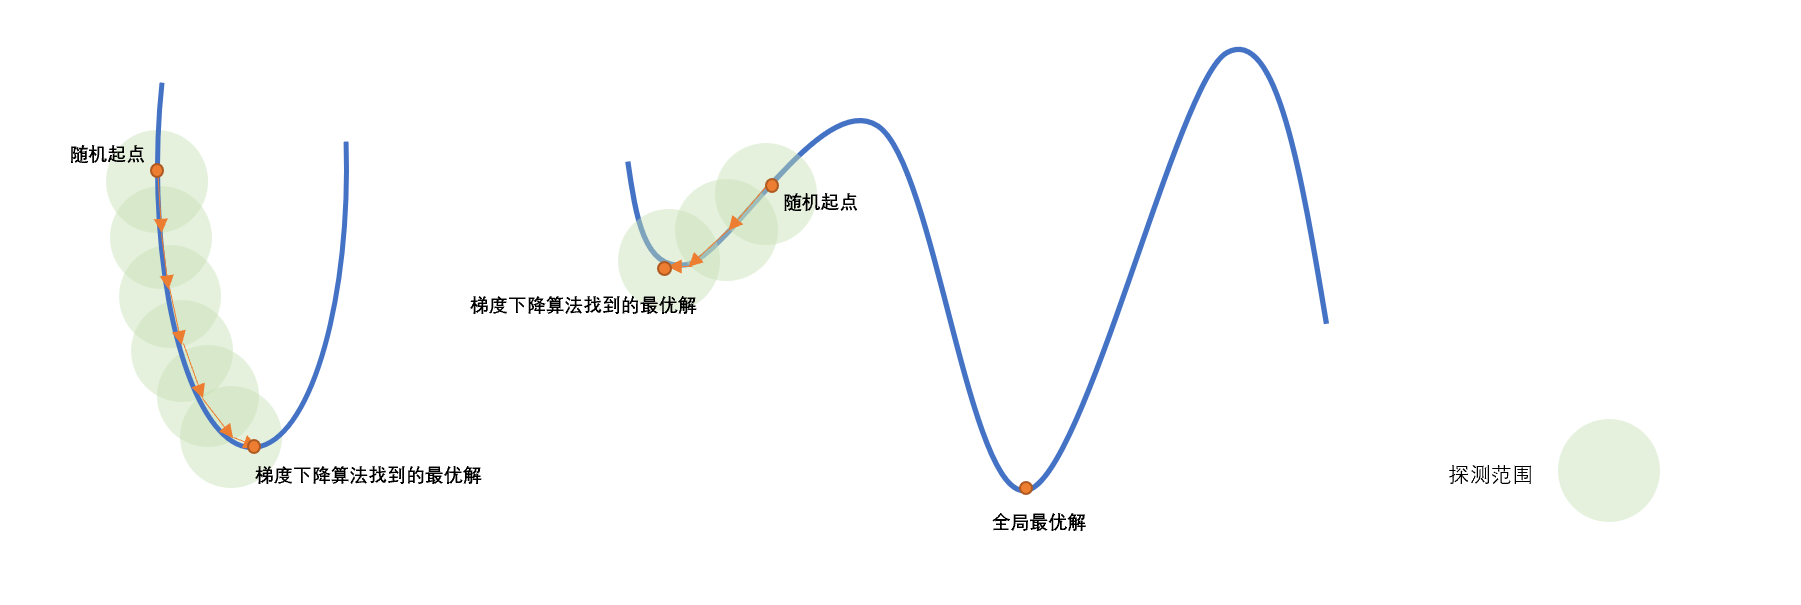 随机起点
梯度下降算法找到的最优解
随机起点
梯度下降算法找到的最优解
全局最优解
探测范围